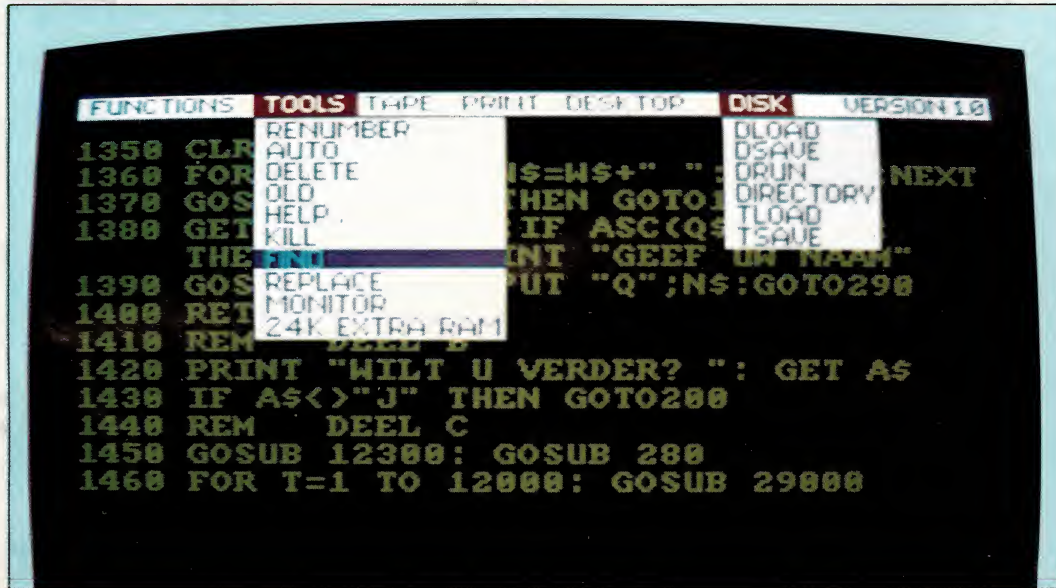 FUNCTIONS TOOLS TAPE PRINT DESKTOP DISK VERSION 1.0
RENUMBER
AUTO
DELETE
OLD
HELP
KILL
FIND
REPLACE
MONITOR
24K EXTRA RAM
DLOAD
DSAVE
DRUN
DIRECTORY
TLOAD
TSAVE
1350 CLR
1360 FOR N$=W$+" ": NEXT
1370 GOS HEN GOTO1
1380 GET :IF ASC(Q$
THE INT "GEEF UW NAAM"
1390 GOS PUT "Q";N$:GOTO290
1400 RET
1410 REM DEEL B
1420 PRINT "WILT U VERDER? ": GET A$
1430 IF A$<>"J" THEN GOTO200
1440 REM DEEL C
1450 GOSUB 12300: GOSUB 280
1460 FOR T=1 TO 12000: GOSUB 29000